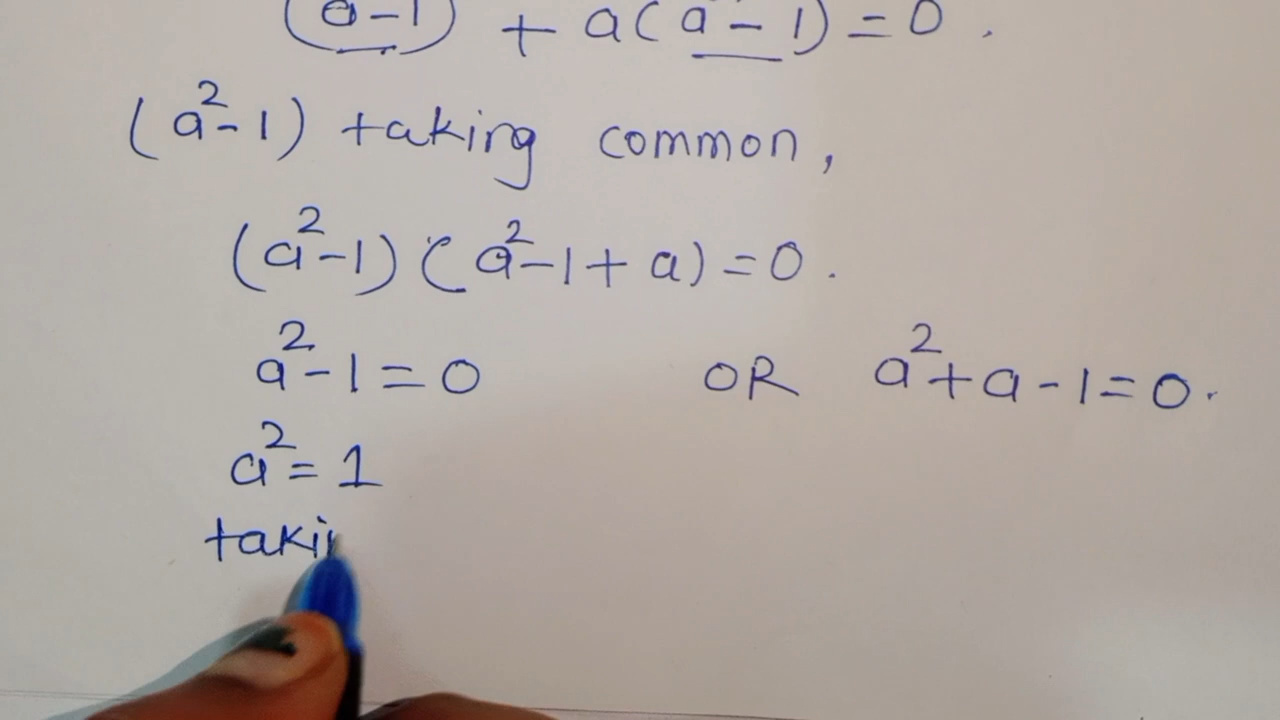 (a-1) + a(a²-1) = 0.
(a²-1) taking common,
(a²-1)(a²-1+a) = 0.
a²-1=0 OR a²+a-1=0.
a²=1